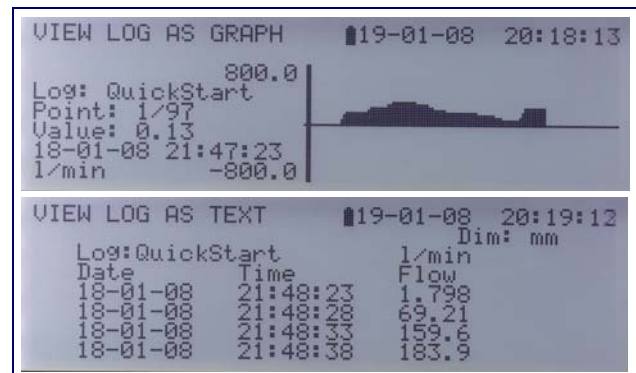 VIEW LOG AS GRAPH 19-01-08 20:18:13
800.0
Log: QuickStart
Point: 1/97
Value: 0.13
18-01-08 21:47:23
l/min -800.0
VIEW LOG AS TEXT 19-01-08 20:19:12
Dim: mm
Log:QuickStart l/min
Date Time Flow
18-01-08 21:48:23 1.798
18-01-08 21:48:28 69.21
18-01-08 21:48:33 159.6
18-01-08 21:48:38 183.9